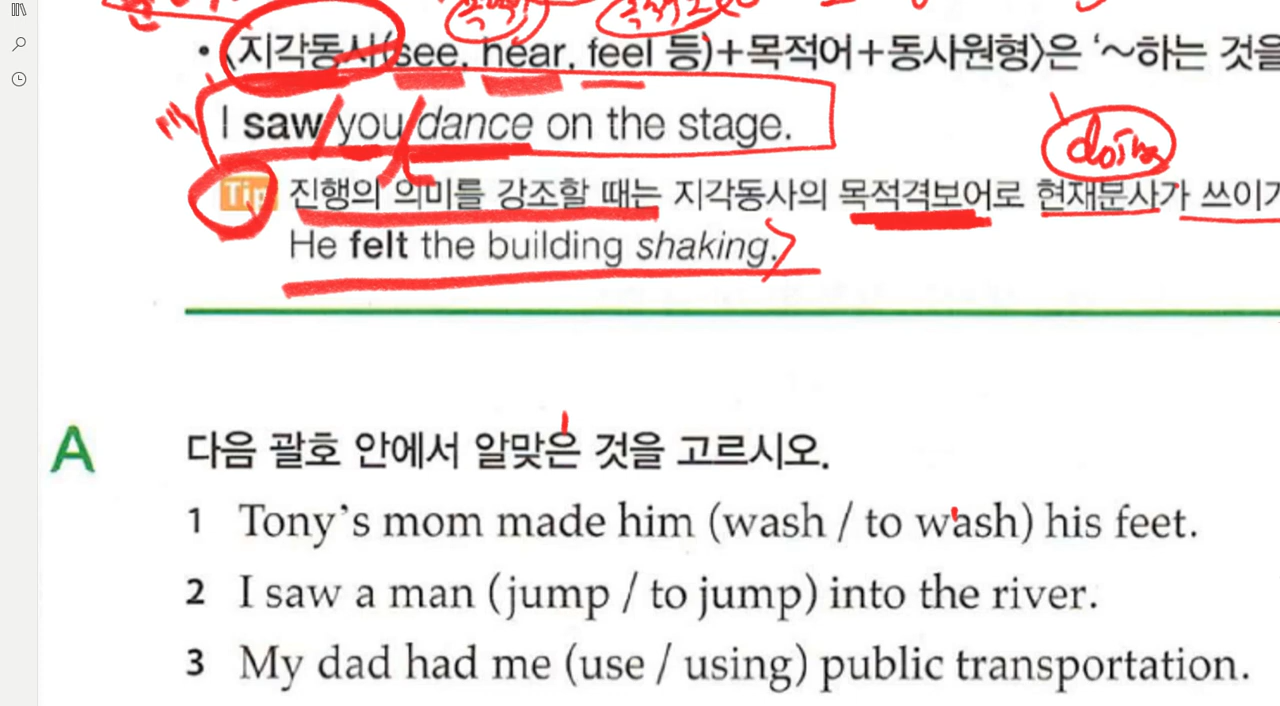 • 〈지각동사(see, hear, feel 등)+목적어+동사원형〉은 ‘～하는 것을
I saw you dance on the stage.
doing
Tip 진행의 의미를 강조할 때는 지각동사의 목적격보어로 현재분사가 쓰이기
He felt the building shaking.
A 다음 괄호 안에서 알맞은 것을 고르시오.
1 Tony’s mom made him (wash / to wash) his feet.
2 I saw a man (jump / to jump) into the river.
3 My dad had me (use / using) public transportation.